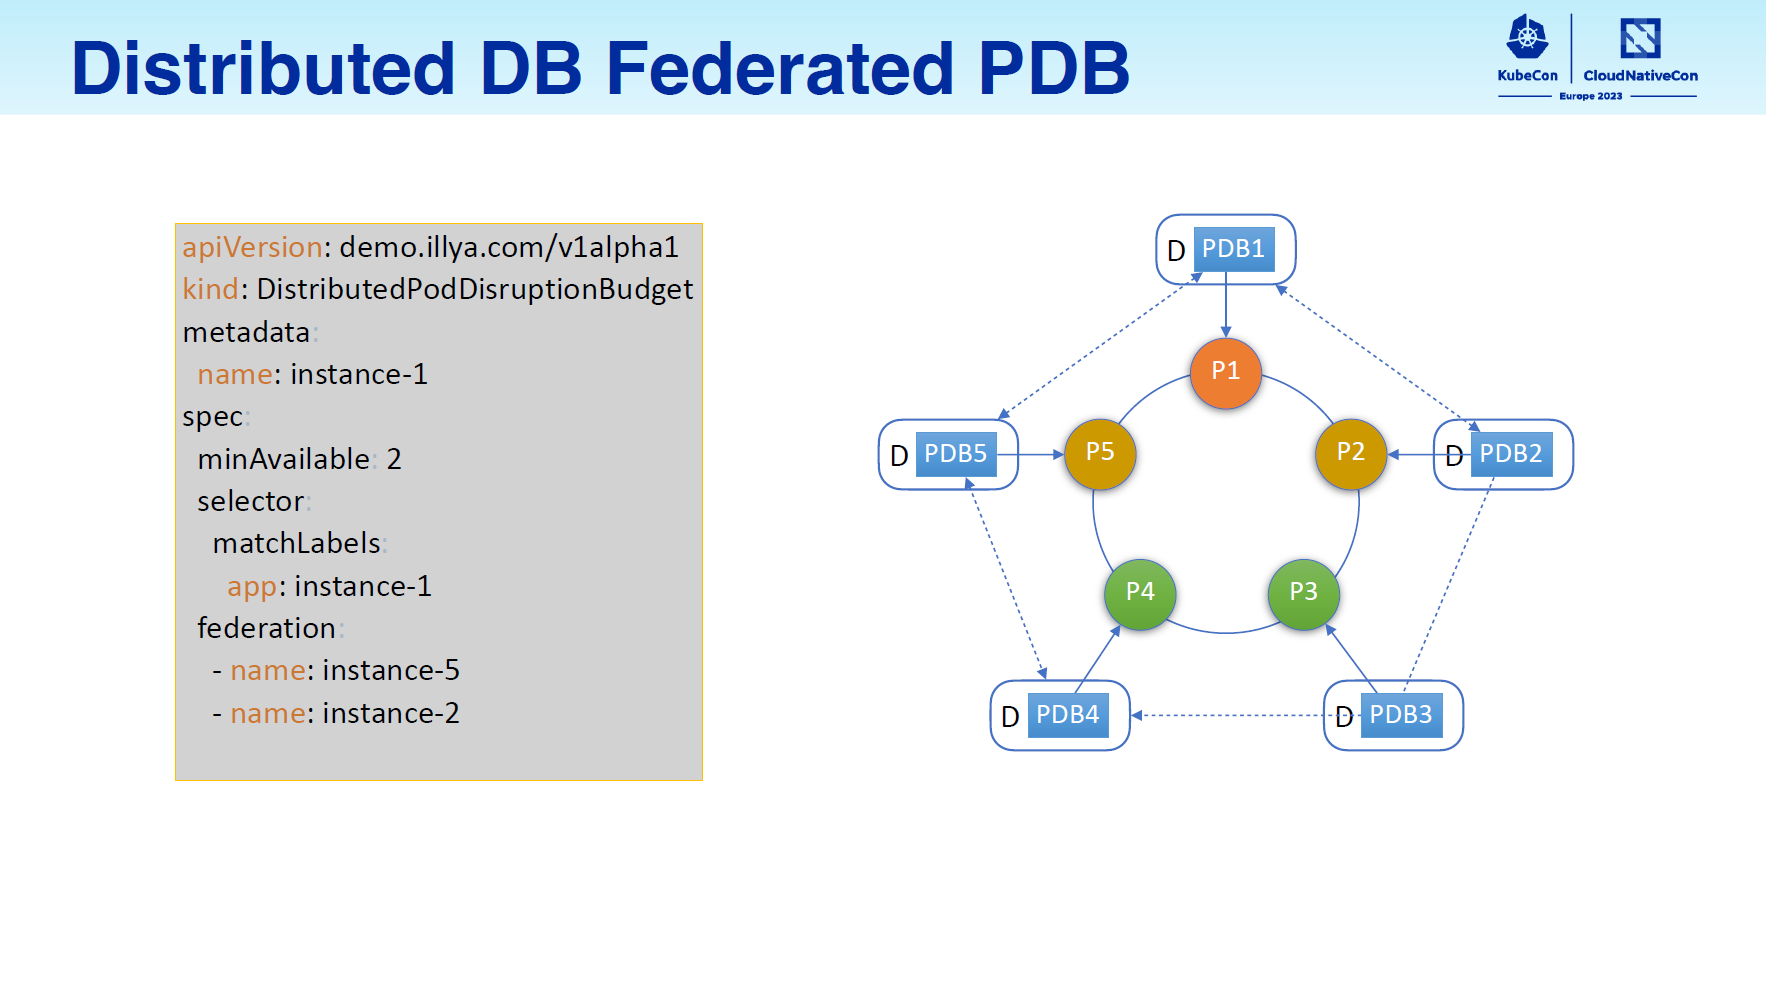 Distributed DB Federated PDB
KubeCon
CloudNativeCon
Europe 2023
apiVersion: demo.illya.com/v1alpha1
kind: DistributedPodDisruptionBudget
metadata:
name: instance-1
spec:
minAvailable: 2
selector:
matchLabels:
app: instance-1
federation:
- name: instance-5
- name: instance-2
D PDB1
P1
D PDB5
P5
P2
D PDB2
P4
P3
D PDB4
D PDB3